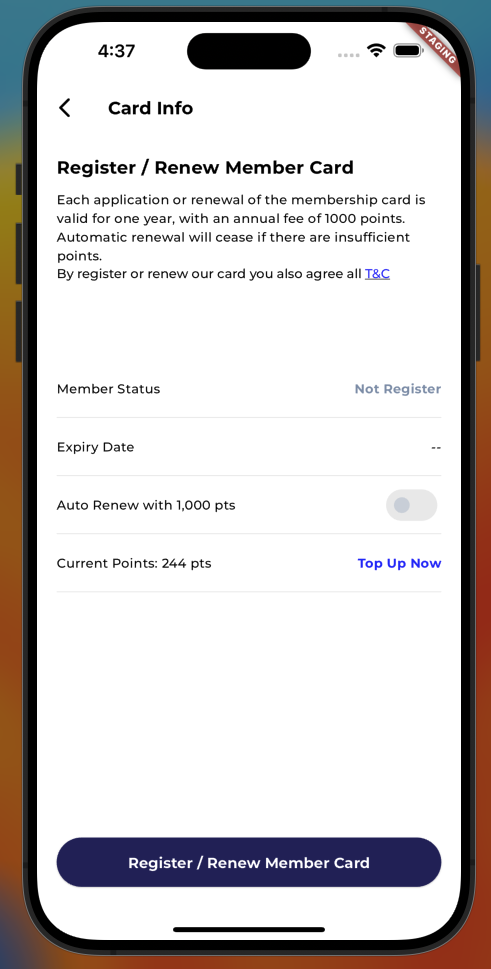 4:37
STAGING
Card Info
Register / Renew Member Card
Each application or renewal of the membership card is
valid for one year, with an annual fee of 1000 points.
Automatic renewal will cease if there are insufficient
points.
By register or renew our card you also agree all T&C
Member Status Not Register
Expiry Date --
Auto Renew with 1,000 pts
Current Points: 244 pts Top Up Now
Register / Renew Member Card